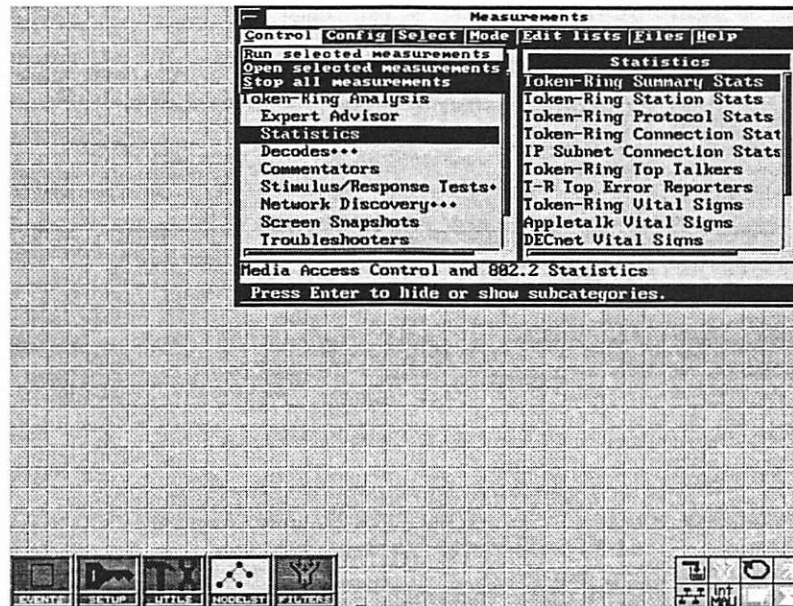 Measurements
Control Config Select Mode Edit lists Files Help
Run selected measurements
Open selected measurements
Stop all measurements
Token-Ring Analysis
Expert Advisor
Statistics
Decodes•••
Commentators
Stimulus/Response Tests•
Network Discovery•••
Screen Snapshots
Troubleshooters
Statistics
Token-Ring Summary Stats
Token-Ring Station Stats
Token-Ring Protocol Stats
Token-Ring Connection Stat
IP Subnet Connection Stats
Token-Ring Top Talkers
T-R Top Error Reporters
Token-Ring Vital Signs
Appletalk Vital Signs
DECnet Vital Signs
Media Access Control and 802.2 Statistics
Press Enter to hide or show subcategories.
TX
EVENTS SETUP UTILS NODELST FILTERS
Int